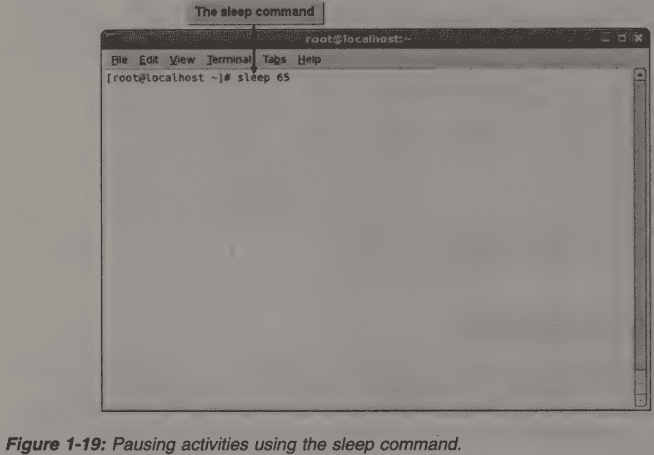 The sleep command
root@localhost:~
File Edit View Terminal Tabs Help
[root@localhost ~]# sleep 65
Figure 1-19: Pausing activities using the sleep command.